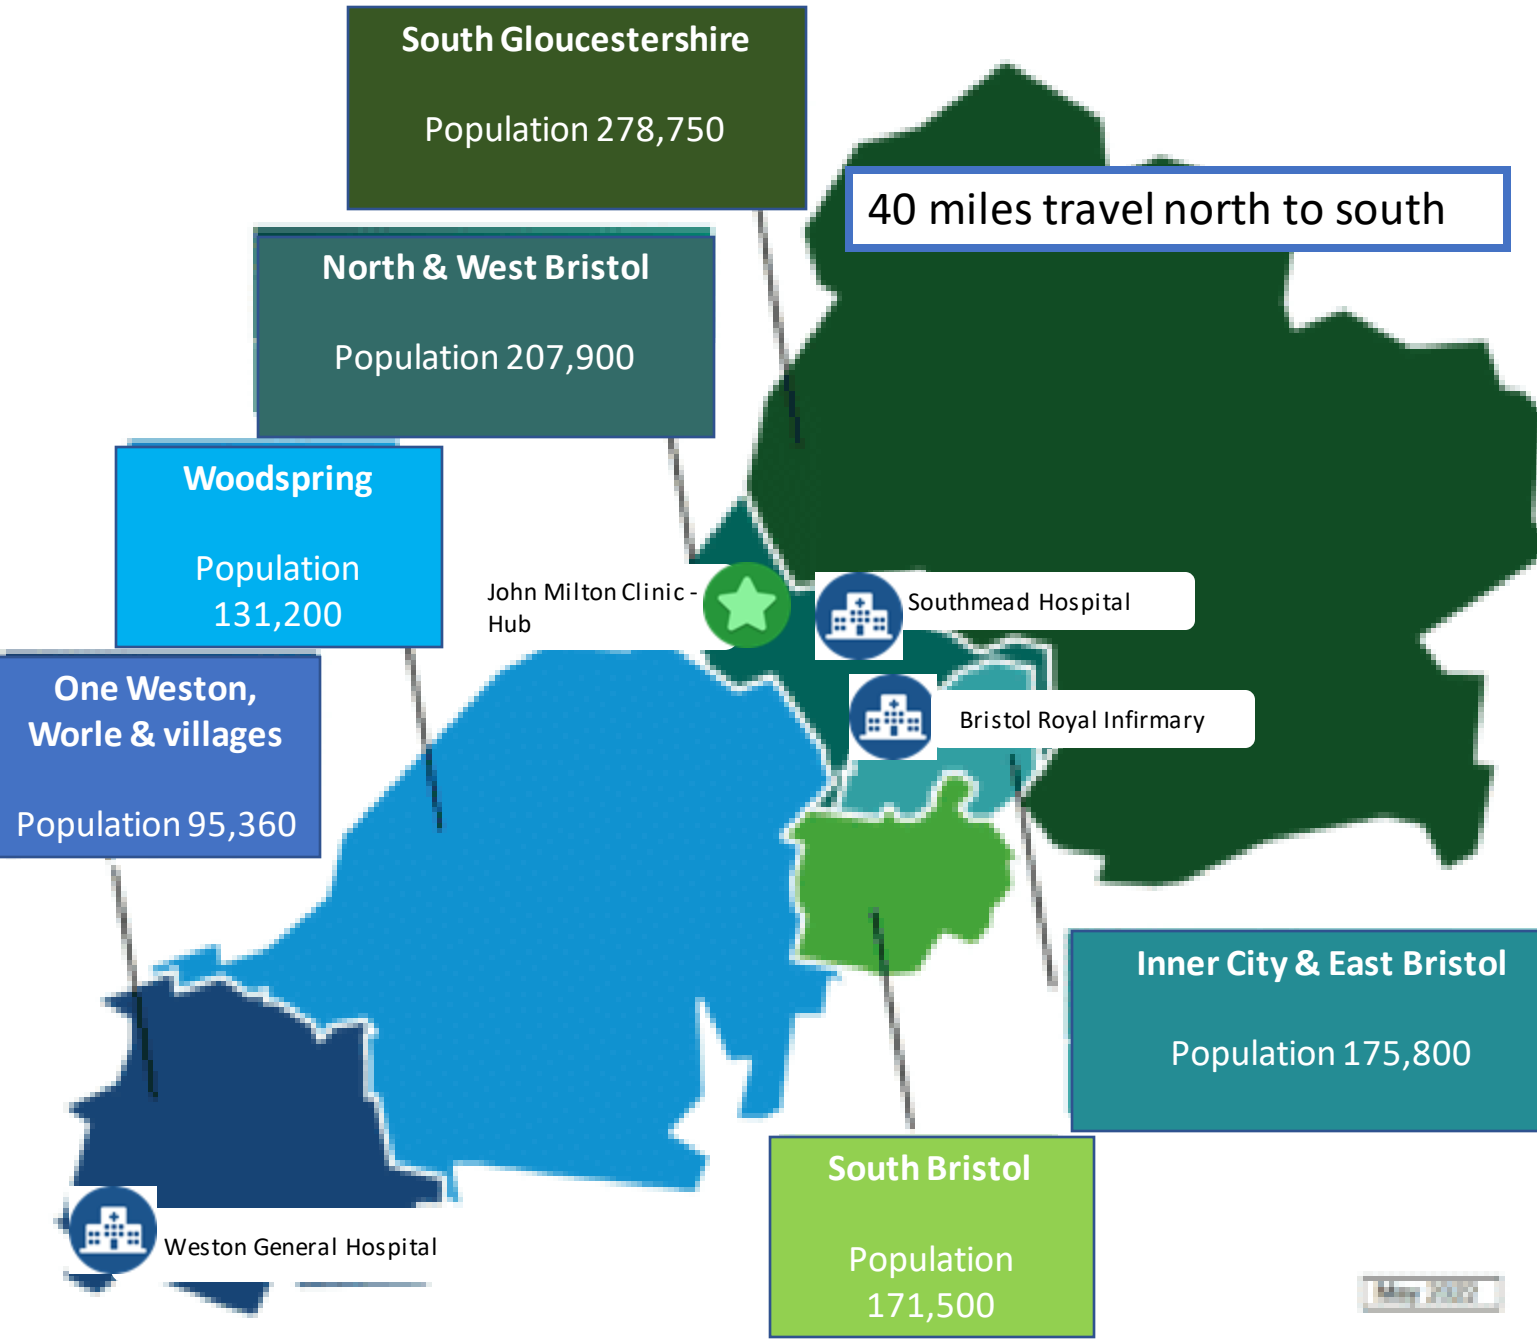 South Gloucestershire
Population 278,750
40 miles travel north to south
North & West Bristol
Population 207,900
Woodspring
Population
131,200
John Milton Clinic -
Hub
Southmead Hospital
One Weston,
Worle & villages
Population 95,360
Bristol Royal Infirmary
Inner City & East Bristol
Population 175,800
South Bristol
Population
171,500
Weston General Hospital
May 2022